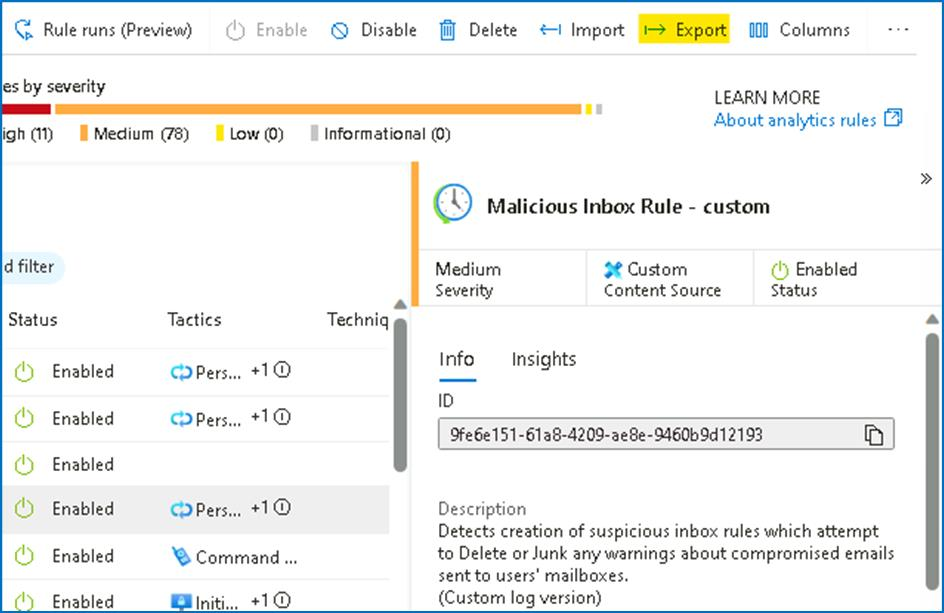 Rule runs (Preview) Enable Disable Delete Import Export Columns ...
es by severity
igh (11) Medium (78) Low (0) Informational (0)
LEARN MORE
About analytics rules
Malicious Inbox Rule - custom
Medium
Severity
Custom
Content Source
Enabled
Status
d filter
Status Tactics Techniq
Enabled Pers... +1
Enabled Pers... +1
Enabled
Enabled Pers... +1
Enabled Command ...
Enabled Initi... +1
Info Insights
ID
9fe6e151-61a8-4209-ae8e-9460b9d12193
Description
Detects creation of suspicious inbox rules which attempt
to Delete or Junk any warnings about compromised emails
sent to users' mailboxes.
(Custom log version)